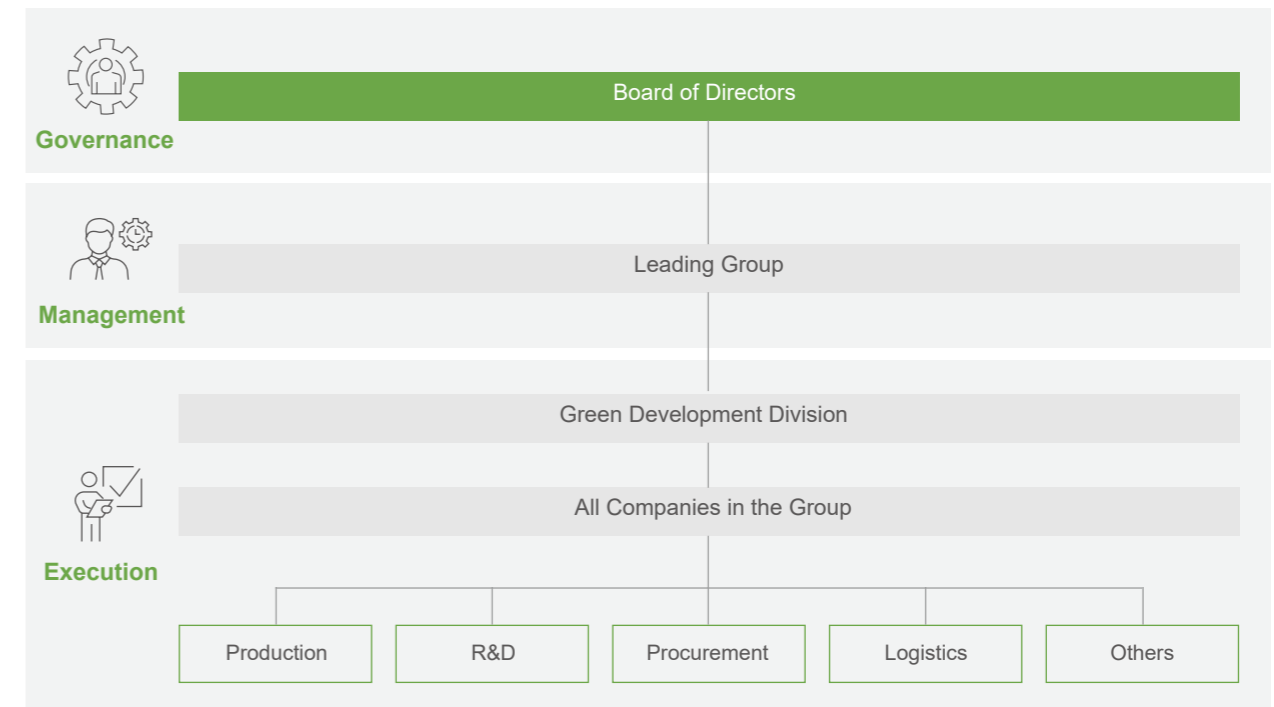 Board of Directors
Governance
Leading Group
Management
Green Development Division
All Companies in the Group
Execution
Production
R&D
Procurement
Logistics
Others